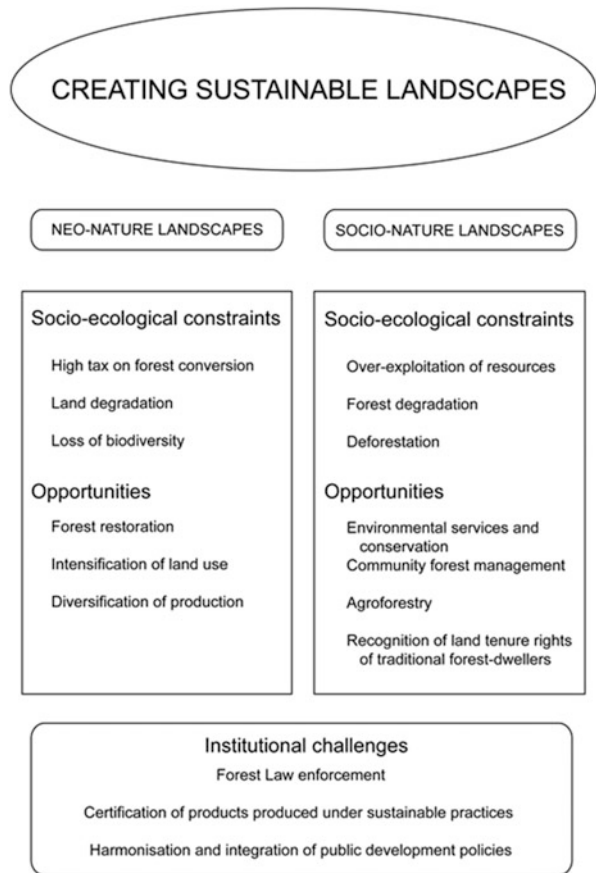 CREATING SUSTAINABLE LANDSCAPES
NEO-NATURE LANDSCAPES
SOCIO-NATURE LANDSCAPES
Socio-ecological constraints
High tax on forest conversion
Land degradation
Loss of biodiversity
Opportunities
Forest restoration
Intensification of land use
Diversification of production
Socio-ecological constraints
Over-exploitation of resources
Forest degradation
Deforestation
Opportunities
Environmental services and
conservation
Community forest management
Agroforestry
Recognition of land tenure rights
of traditional forest-dwellers
Institutional challenges
Forest Law enforcement
Certification of products produced under sustainable practices
Harmonisation and integration of public development policies